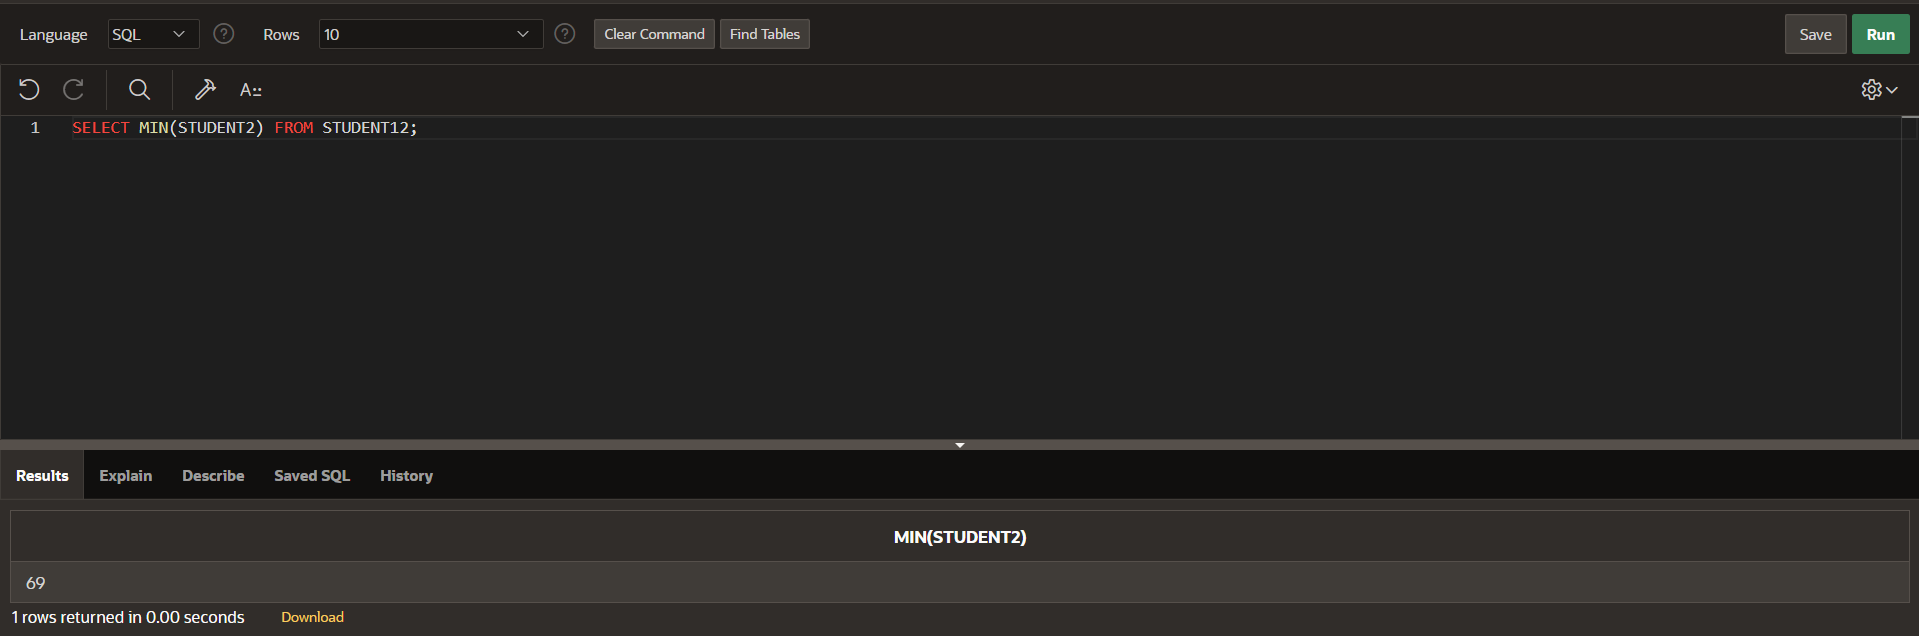 Language SQL Rows 10 Clear Command Find Tables Save Run
A::
1 SELECT MIN(STUDENT2) FROM STUDENT12;
Results Explain Describe Saved SQL History
MIN(STUDENT2)
69
1 rows returned in 0.00 seconds Download